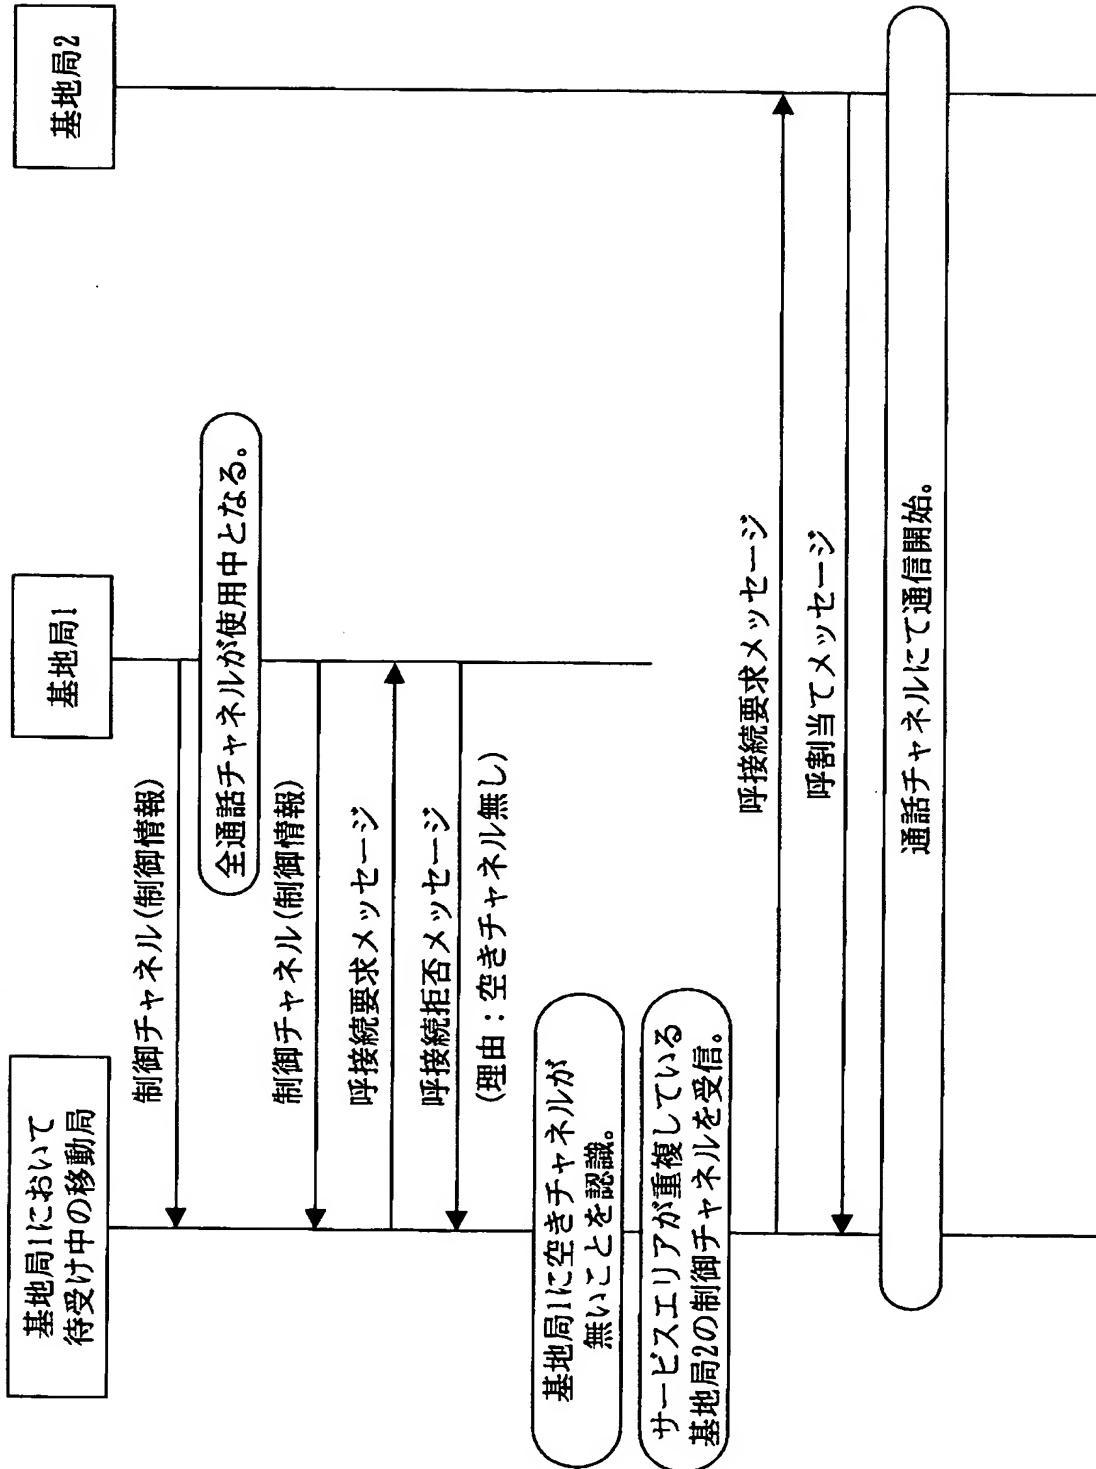 基地局1において
待受け中の移動局
基地局1
基地局2
制御チャネル(制御情報)
全通話チャネルが使用中となる。
制御チャネル(制御情報)
呼接続要求メッセージ
呼接続拒否メッセージ
(理由：空きチャネル無し)
基地局1に空きチャネルが
無いことを認識。
サービスエリアが重複している
基地局2の制御チャネルを受信。
呼接続要求メッセージ
呼割当てメッセージ
通話チャネルにて通信開始。